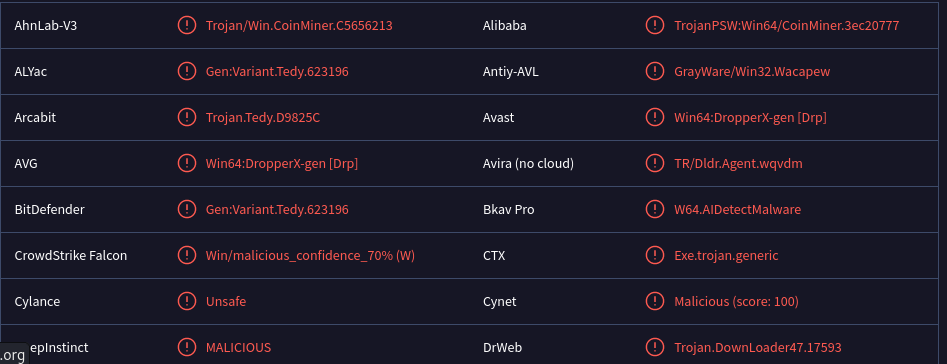 AhnLab-V3 Trojan/Win.CoinMiner.C5656213 Alibaba TrojanPSW:Win64/CoinMiner.3ec20777
ALYac Gen:Variant.Tedy.623196 Antiy-AVL GrayWare/Win32.Wacapew
Arcabit Trojan.Tedy.D9825C Avast Win64:DropperX-gen [Drp]
AVG Win64:DropperX-gen [Drp] Avira (no cloud) TR/Dldr.Agent.wqvdm
BitDefender Gen:Variant.Tedy.623196 Bkav Pro W64.AIDetectMalware
CrowdStrike Falcon Win/malicious_confidence_70% (W) CTX Exe.trojan.generic
Cylance Unsafe Cynet Malicious (score: 100)
epInstinct MALICIOUS DrWeb Trojan.DownLoader47.17593
.org